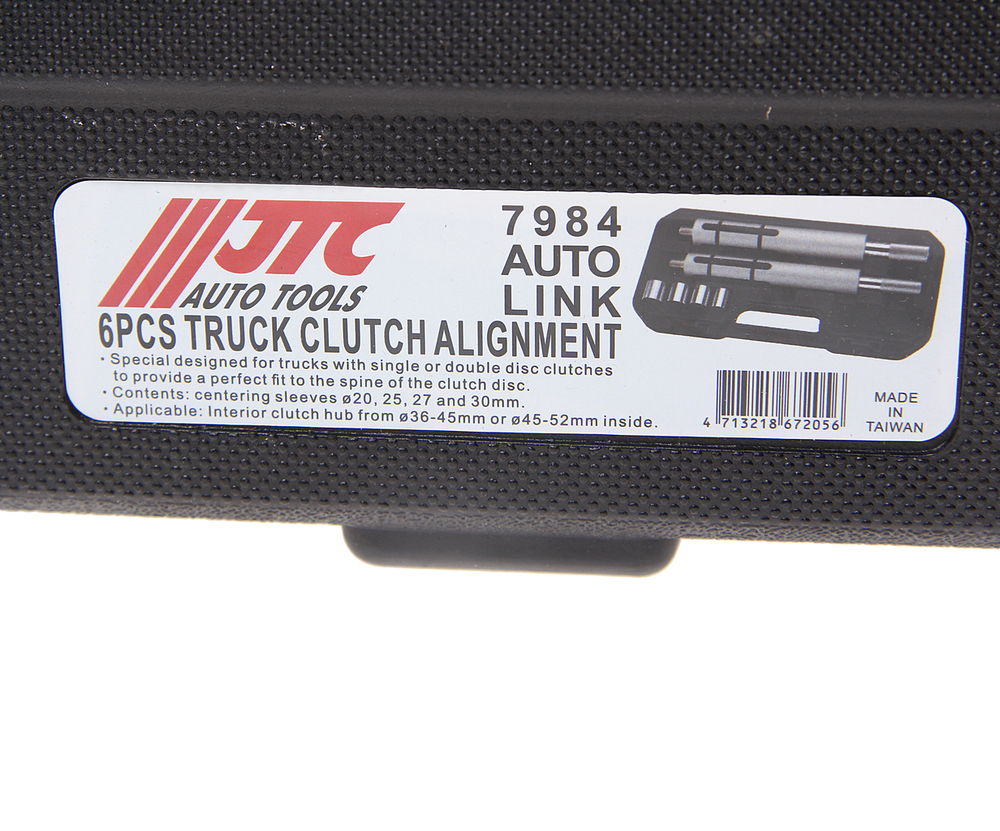 JTC
AUTO TOOLS
7984
AUTO
LINK
6PCS TRUCK CLUTCH ALIGNMENT
• Special designed for trucks with single or double disc clutches
to provide a perfect fit to the spine of the clutch disc.
• Contents: centering sleeves ø20, 25, 27 and 30mm.
• Applicable: Interior clutch hub from ø36-45mm or ø45-52mm inside.
4 713218 672056
MADE
IN
TAIWAN